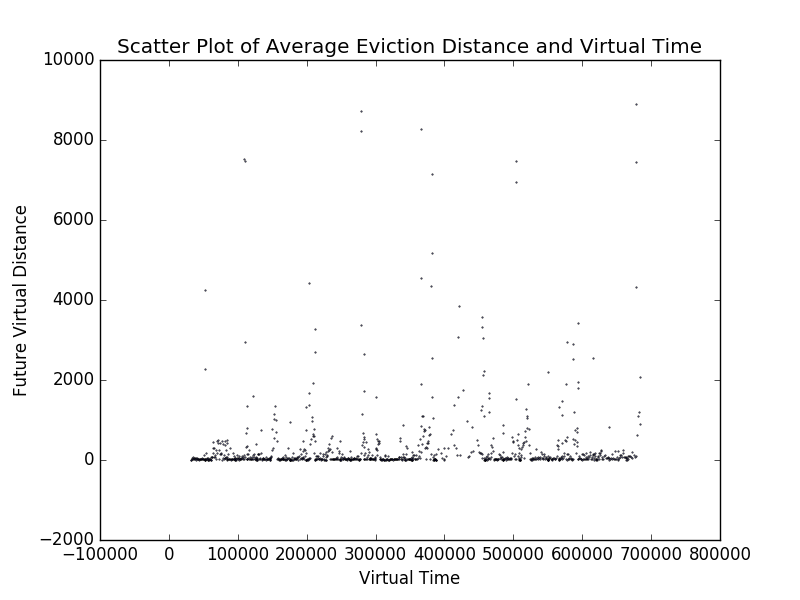 Scatter Plot of Average Eviction Distance and Virtual Time
10000
8000
6000
4000
2000
0
−2000
Future Virtual Distance
−100000 0 100000 200000 300000 400000 500000 600000 700000 800000
Virtual Time